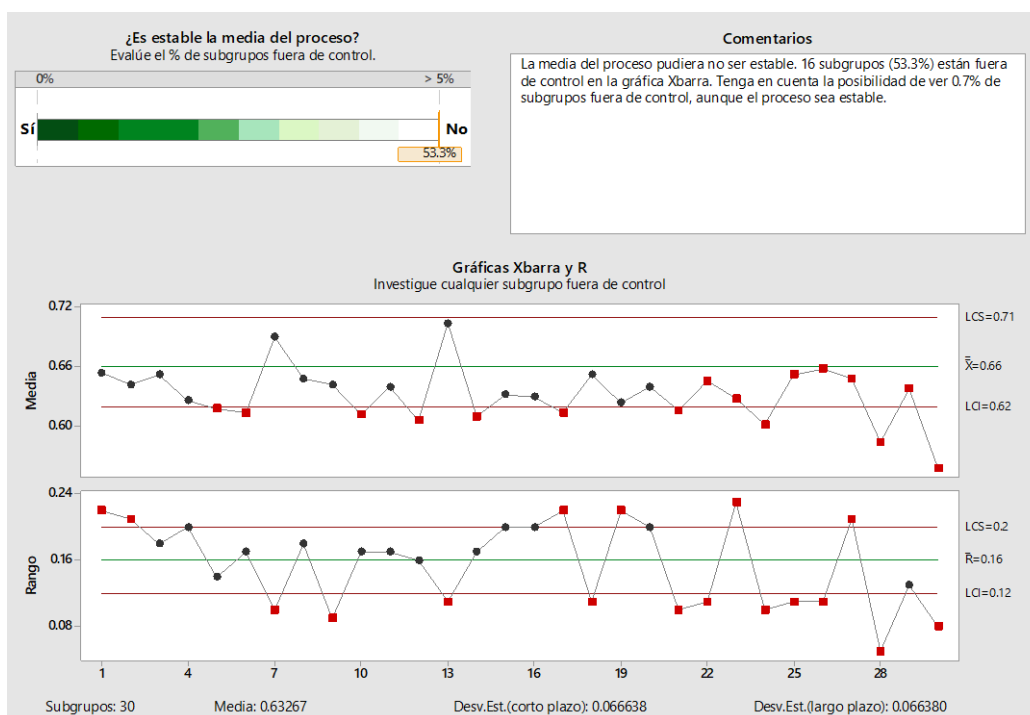 ¿Es estable la media del proceso?
Evalúe el % de subgrupos fuera de control.
0%
> 5%
Sí
No
53.3%
Comentarios
La media del proceso pudiera no ser estable. 16 subgrupos (53.3%) están fuera
de control en la gráfica Xbarra. Tenga en cuenta la posibilidad de ver 0.7% de
subgrupos fuera de control, aunque el proceso sea estable.
Gráficas Xbarra y R
Investigue cualquier subgrupo fuera de control
Media
0.72
0.66
0.60
LCS=0.71
X̿=0.66
LCI=0.62
Rango
0.24
0.16
0.08
LCS=0.2
R̅=0.16
LCI=0.12
1 4 7 10 13 16 19 22 25 28
Subgrupos: 30 Media: 0.63267 Desv.Est.(corto plazo): 0.066638 Desv.Est.(largo plazo): 0.066380